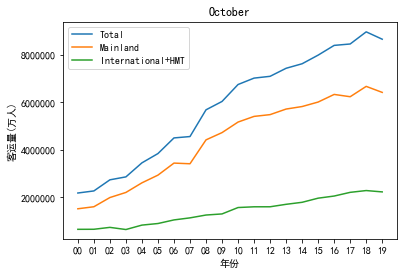 October
Total
Mainland
International+HMT
8000000
6000000
4000000
2000000
客运量(万人)
00 01 02 03 04 05 06 07 08 09 10 11 12 13 14 15 16 17 18 19
年份